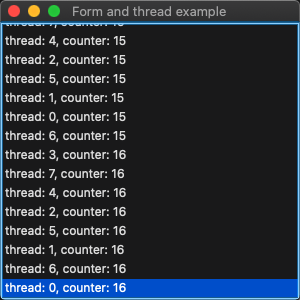 Form and thread example
thread: 7, counter: 15
thread: 4, counter: 15
thread: 2, counter: 15
thread: 5, counter: 15
thread: 1, counter: 15
thread: 0, counter: 15
thread: 6, counter: 15
thread: 3, counter: 16
thread: 7, counter: 16
thread: 4, counter: 16
thread: 2, counter: 16
thread: 5, counter: 16
thread: 1, counter: 16
thread: 6, counter: 16
thread: 0, counter: 16